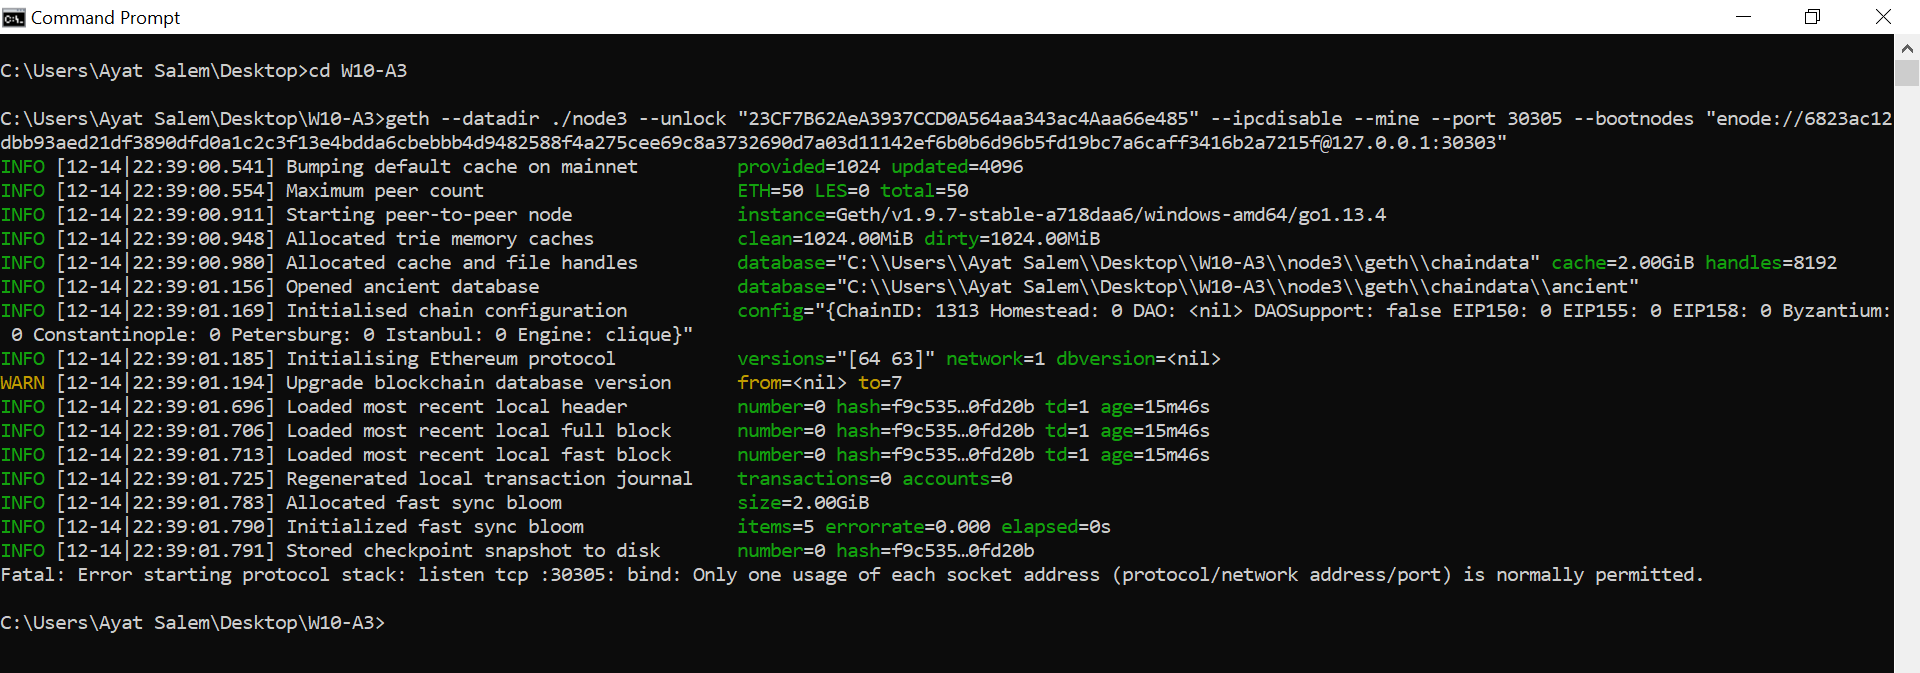 Command Prompt
C:\Users\Ayat Salem\Desktop>cd W10-A3
C:\Users\Ayat Salem\Desktop\W10-A3>geth --datadir ./node3 --unlock "23CF7B62AeA3937CCD0A564aa343ac4Aaa66e485" --ipcdisable --mine --port 30305 --bootnodes "enode://6823ac12
dbb93aed21df3890dfd0a1c2c3f13e4bdda6cbebbb4d9482588f4a275cee69c8a3732690d7a03d11142ef6b0b6d96b5fd19bc7a6caff3416b2a7215f@127.0.0.1:30303"
INFO [12-14|22:39:00.541] Bumping default cache on mainnet         provided=1024 updated=4096
INFO [12-14|22:39:00.554] Maximum peer count                       ETH=50 LES=0 total=50
INFO [12-14|22:39:00.911] Starting peer-to-peer node               instance=Geth/v1.9.7-stable-a718daa6/windows-amd64/go1.13.4
INFO [12-14|22:39:00.948] Allocated trie memory caches             clean=1024.00MiB dirty=1024.00MiB
INFO [12-14|22:39:00.980] Allocated cache and file handles         database="C:\\Users\\Ayat Salem\\Desktop\\W10-A3\\node3\\geth\\chaindata" cache=2.00GiB handles=8192
INFO [12-14|22:39:01.156] Opened ancient database                  database="C:\\Users\\Ayat Salem\\Desktop\\W10-A3\\node3\\geth\\chaindata\\ancient"
INFO [12-14|22:39:01.169] Initialised chain configuration          config="{ChainID: 1313 Homestead: 0 DAO: <nil> DAOSupport: false EIP150: 0 EIP155: 0 EIP158: 0 Byzantium:
 0 Constantinople: 0 Petersburg: 0 Istanbul: 0 Engine: clique}"
INFO [12-14|22:39:01.185] Initialising Ethereum protocol           versions="[64 63]" network=1 dbversion=<nil>
WARN [12-14|22:39:01.194] Upgrade blockchain database version      from=<nil> to=7
INFO [12-14|22:39:01.696] Loaded most recent local header          number=0 hash=f9c535…0fd20b td=1 age=15m46s
INFO [12-14|22:39:01.706] Loaded most recent local full block      number=0 hash=f9c535…0fd20b td=1 age=15m46s
INFO [12-14|22:39:01.713] Loaded most recent local fast block      number=0 hash=f9c535…0fd20b td=1 age=15m46s
INFO [12-14|22:39:01.725] Regenerated local transaction journal    transactions=0 accounts=0
INFO [12-14|22:39:01.783] Allocated fast sync bloom                size=2.00GiB
INFO [12-14|22:39:01.790] Initialized fast sync bloom              items=5 errorrate=0.000 elapsed=0s
INFO [12-14|22:39:01.791] Stored checkpoint snapshot to disk       number=0 hash=f9c535…0fd20b
Fatal: Error starting protocol stack: listen tcp :30305: bind: Only one usage of each socket address (protocol/network address/port) is normally permitted.
C:\Users\Ayat Salem\Desktop\W10-A3>